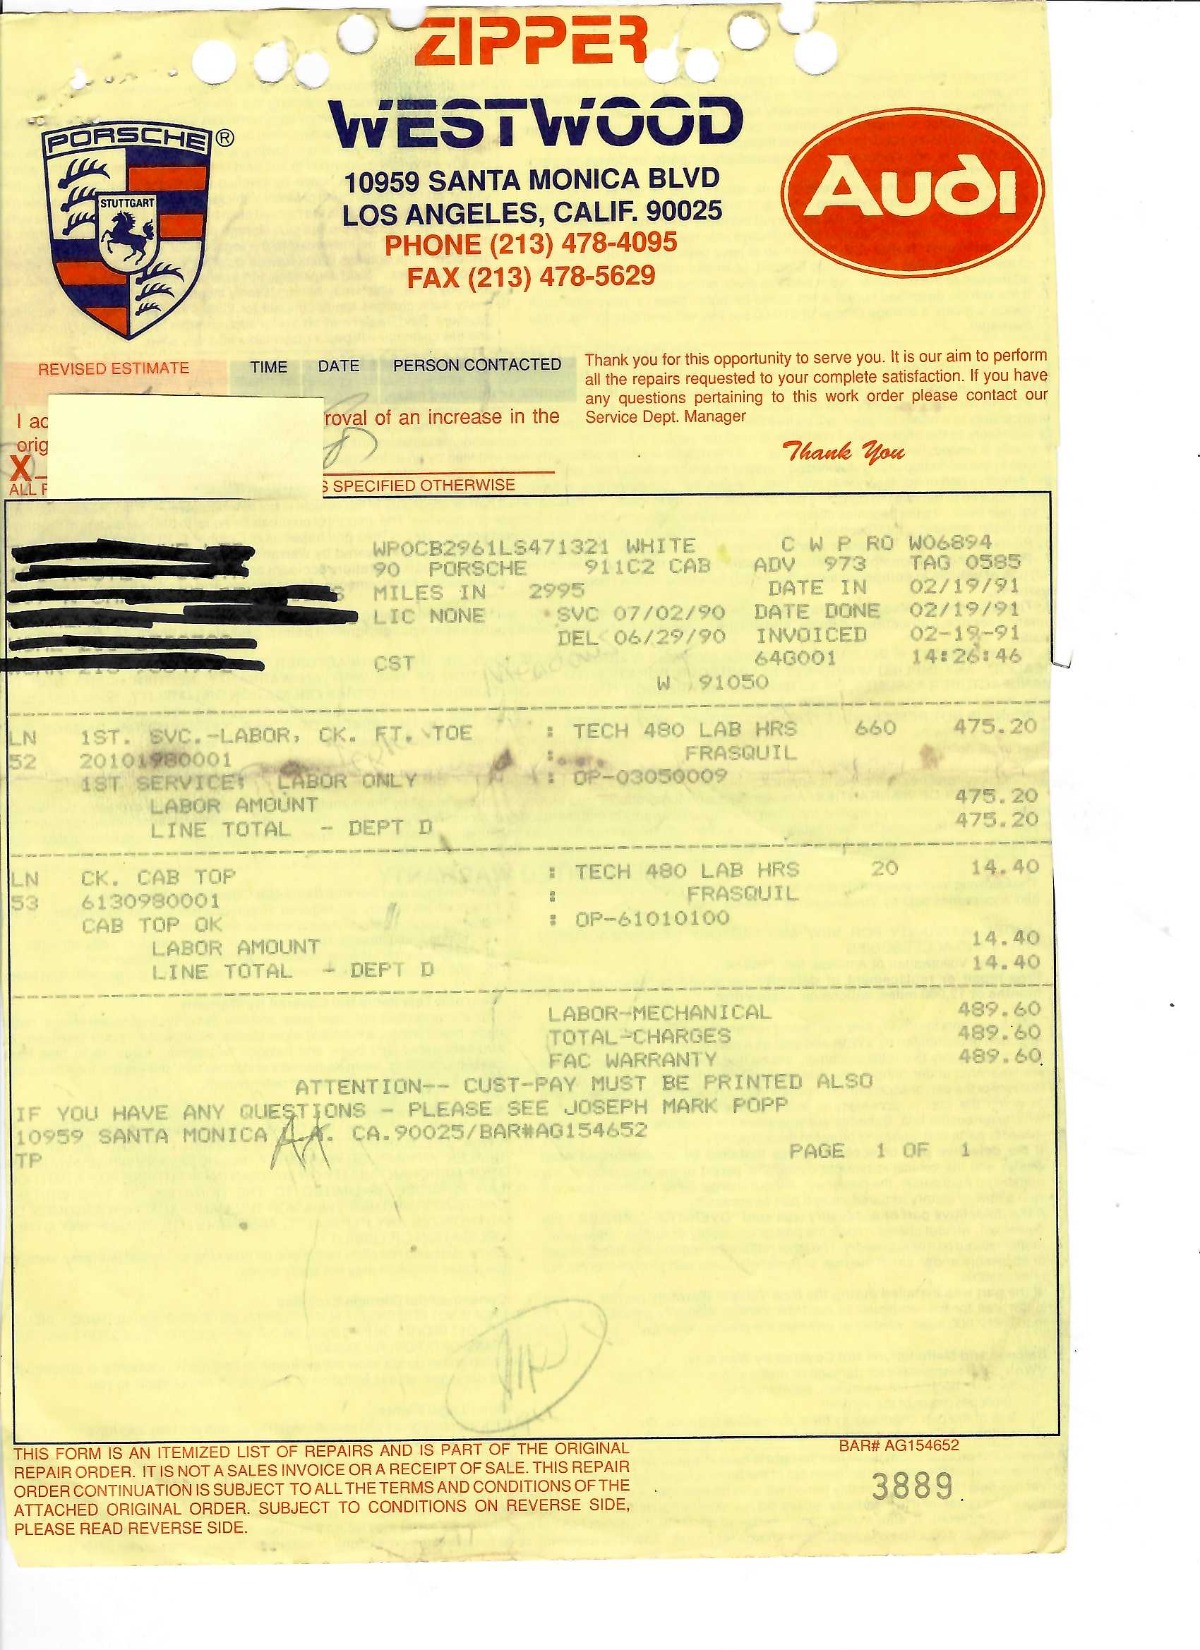 ZIPPER
WESTWOOD
10959 SANTA MONICA BLVD
LOS ANGELES, CALIF. 90025
PHONE (213) 478-4095
FAX (213) 478-5629
PORSCHE ®
STUTTGART
Audi
REVISED ESTIMATE TIME DATE PERSON CONTACTED
roval of an increase in the
X
S SPECIFIED OTHERWISE
Thank you for this opportunity to serve you. It is our aim to perform
all the repairs requested to your complete satisfaction. If you have
any questions pertaining to this work order please contact our
Service Dept. Manager
Thank You
WPOCB2961LS471321 WHITE C W P RO W06894
90 PORSCHE 911C2 CAB ADV 973 TAG 0585
MILES IN 2995 DATE IN 02/19/91
LIC NONE SVC 07/02/90 DATE DONE 02/19/91
DEL 06/29/90 INVOICED 02-19-91
CST 64G001 14:26:46
W 91050
LN 1ST. SVC.-LABOR, CK. FT. TOE : TECH 480 LAB HRS 660 475.20
52 20101980001 : FRASQUIL
1ST SERVICE: LABOR ONLY : OP-03050009
LABOR AMOUNT 475.20
LINE TOTAL - DEPT D 475.20
LN CK. CAB TOP : TECH 480 LAB HRS 20 14.40
53 6130980001 : FRASQUIL
CAB TOP OK : OP-61010100
LABOR AMOUNT 14.40
LINE TOTAL - DEPT D 14.40
LABOR-MECHANICAL 489.60
TOTAL-CHARGES 489.60
FAC WARRANTY 489.60
ATTENTION-- CUST-PAY MUST BE PRINTED ALSO
IF YOU HAVE ANY QUESTIONS - PLEASE SEE JOSEPH MARK POPP
10959 SANTA MONICA L.A. CA.90025/BAR#AG154652
TP PAGE 1 OF 1
THIS FORM IS AN ITEMIZED LIST OF REPAIRS AND IS PART OF THE ORIGINAL
REPAIR ORDER. IT IS NOT A SALES INVOICE OR A RECEIPT OF SALE. THIS REPAIR
ORDER CONTINUATION IS SUBJECT TO ALL THE TERMS AND CONDITIONS OF THE
ATTACHED ORIGINAL ORDER. SUBJECT TO CONDITIONS ON REVERSE SIDE,
PLEASE READ REVERSE SIDE.
BAR# AG154652
3889